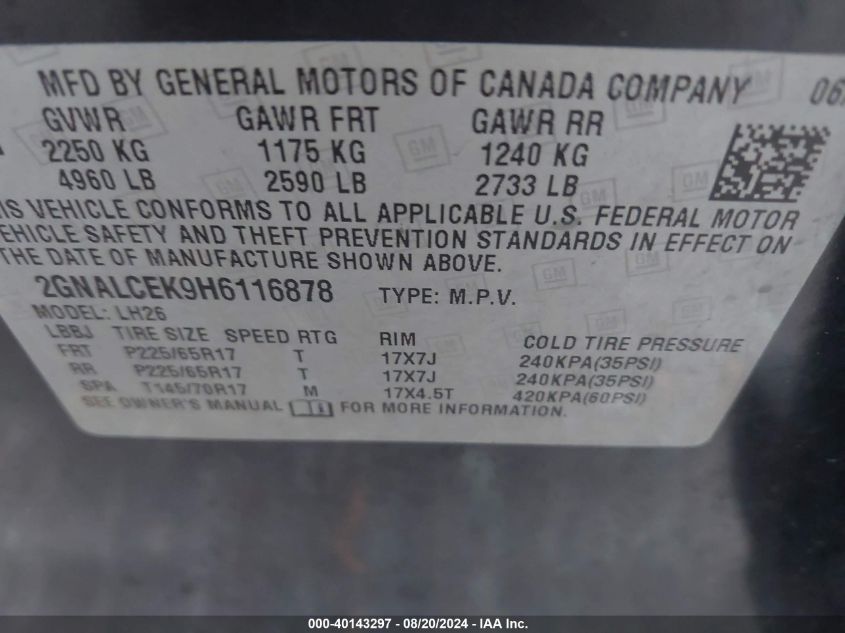 MFD BY GENERAL MOTORS OF CANADA COMPANY 06
GVWR GAWR FRT GAWR RR
2250 KG 1175 KG 1240 KG
4960 LB 2590 LB 2733 LB
IS VEHICLE CONFORMS TO ALL APPLICABLE U.S. FEDERAL MOTOR
EHICLE SAFETY AND THEFT PREVENTION STANDARDS IN EFFECT ON
THE DATE OF MANUFACTURE SHOWN ABOVE.
2GNALCEK9H6116878 TYPE: M.P.V.
MODEL: LH26
LBBJ TIRE SIZE SPEED RTG RIM COLD TIRE PRESSURE
FRT P225/65R17 T 17X7J 240KPA(35PSI)
RR P225/65R17 T 17X7J 240KPA(35PSI)
SPA T145/70R17 M 17X4.5T 420KPA(60PSI)
SEE OWNER'S MANUAL FOR MORE INFORMATION.
000-40143297 - 08/20/2024 - IAA Inc.